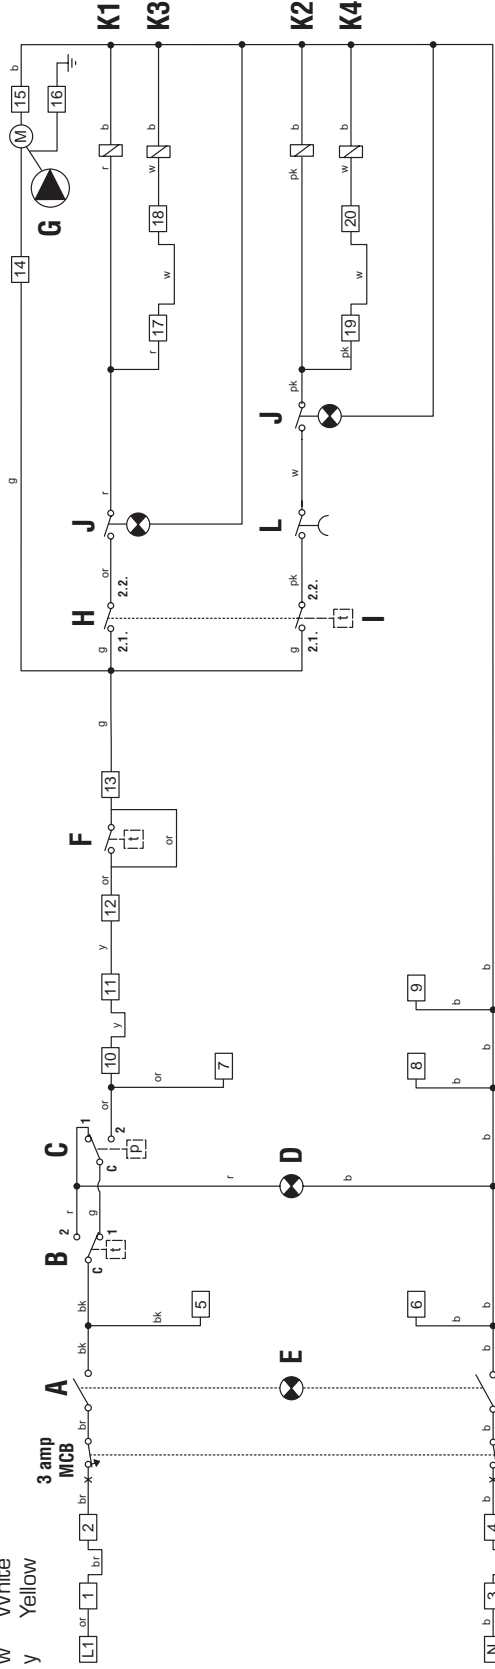 w White
y Yellow
g b
14 M 15
16
G
3 amp
MCB A B C F H J K1
L1 or 1 br 2 br br bk bk C 2 r g 1 C 1 2 p or 10 y 11 y 12 or t 13 g g 2.1. 2.2. or r r b
t
bk or or r 17 w 18 w b K3
5 7
r
E D L J K2
b g 2.1. 2.2. pk w pk pk b
t
I
pk 19 w 20 w b K4
6 8 9
b b b
N b 3 4 b b b b b b b